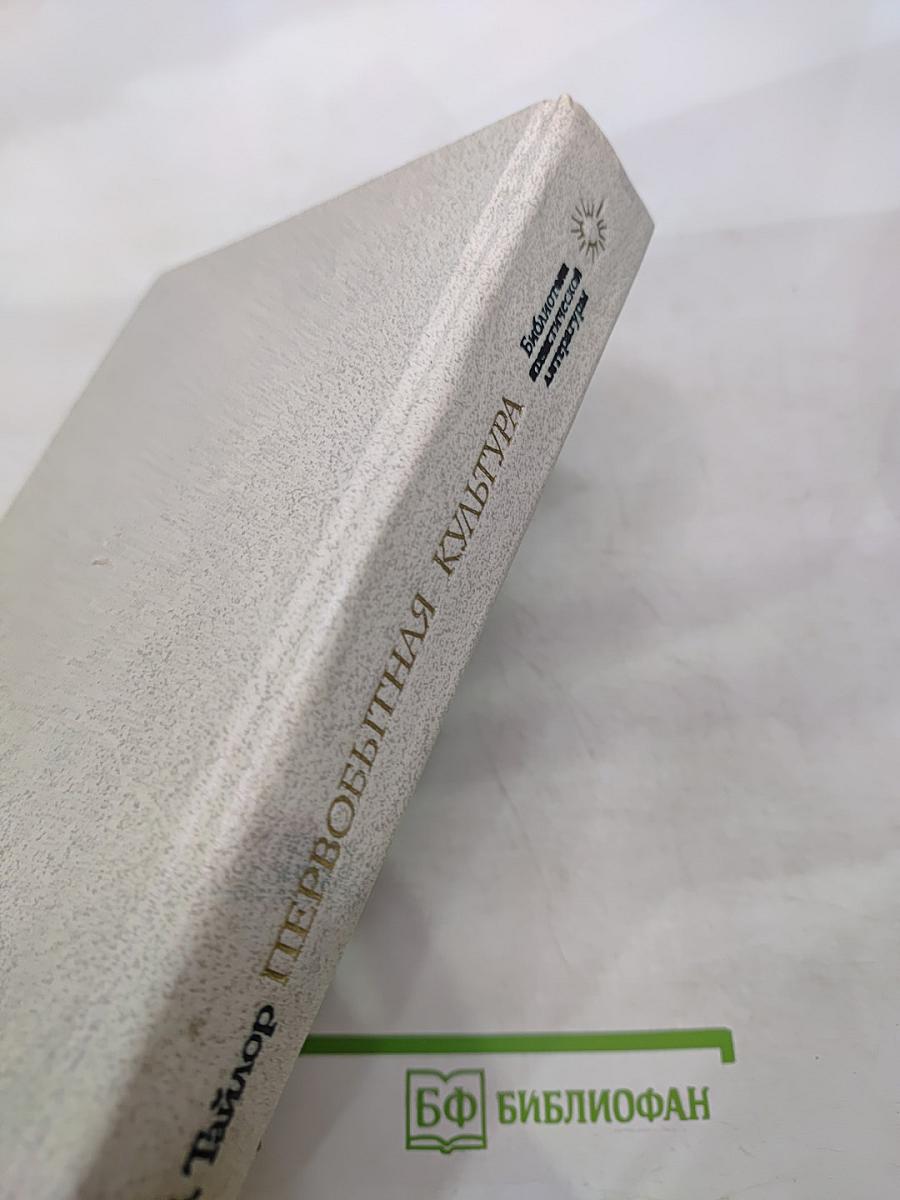 Тайлор ПЕРВОБЫТНАЯ КУЛЬТУРА
Библиотека
атеистической
литературы
БФ БИБЛИОФАН